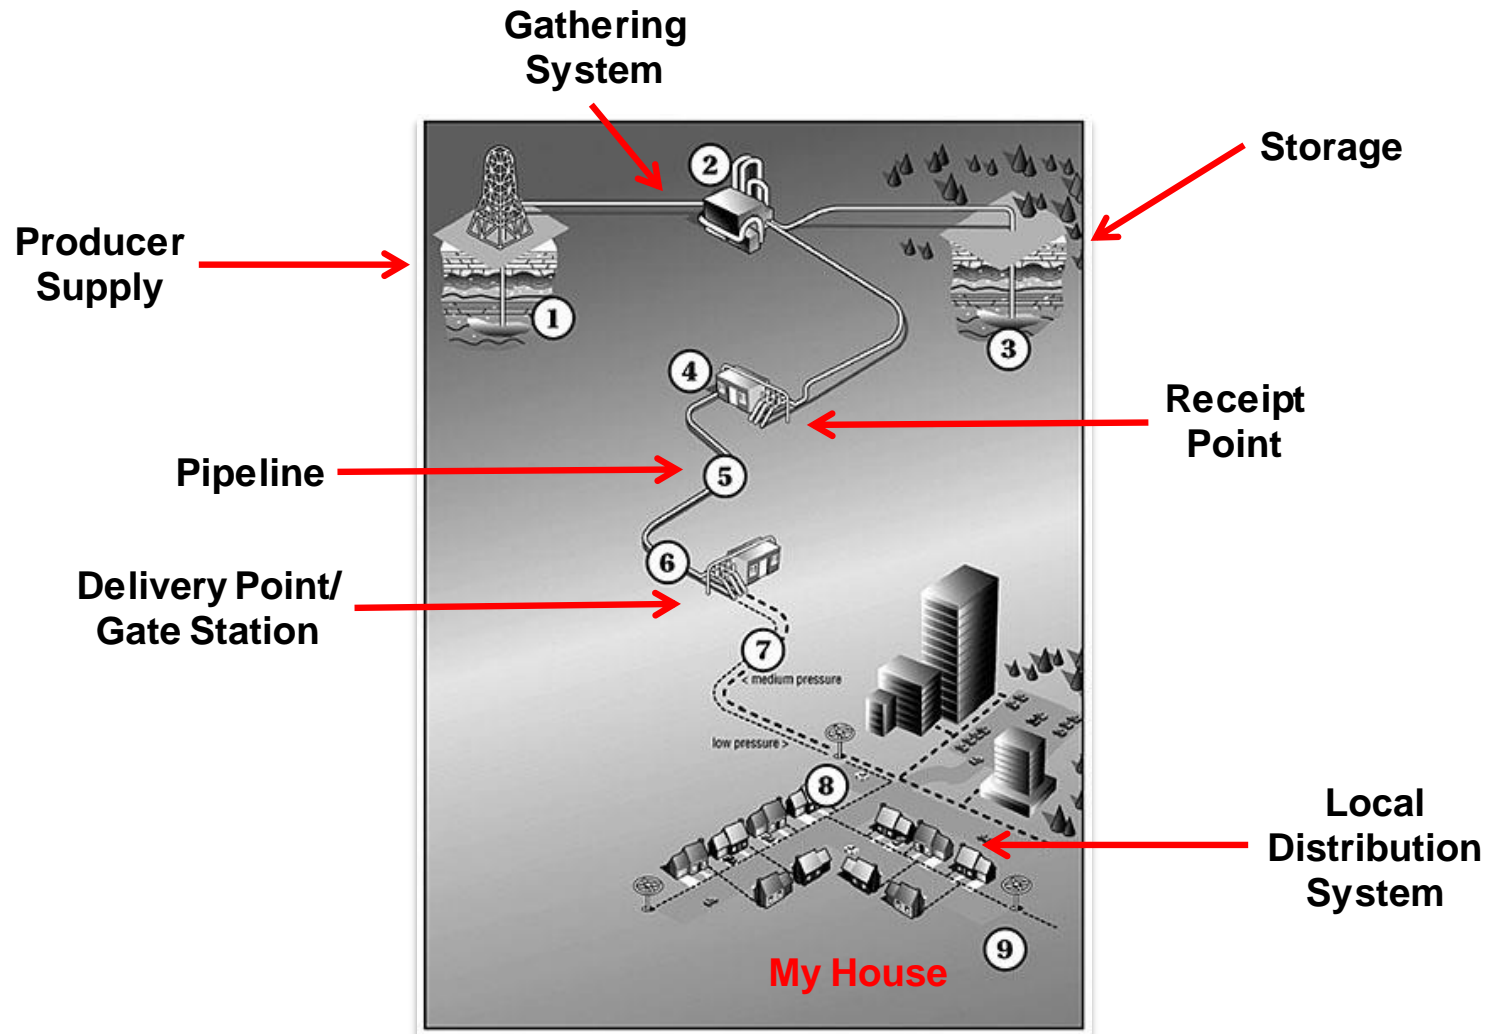 Gathering
System
Storage
Producer
Supply
Receipt
Point
Pipeline
Delivery Point/
Gate Station
Local
Distribution
System
My House
1
2
3
4
5
6
7
< medium pressure
low pressure >
8
9